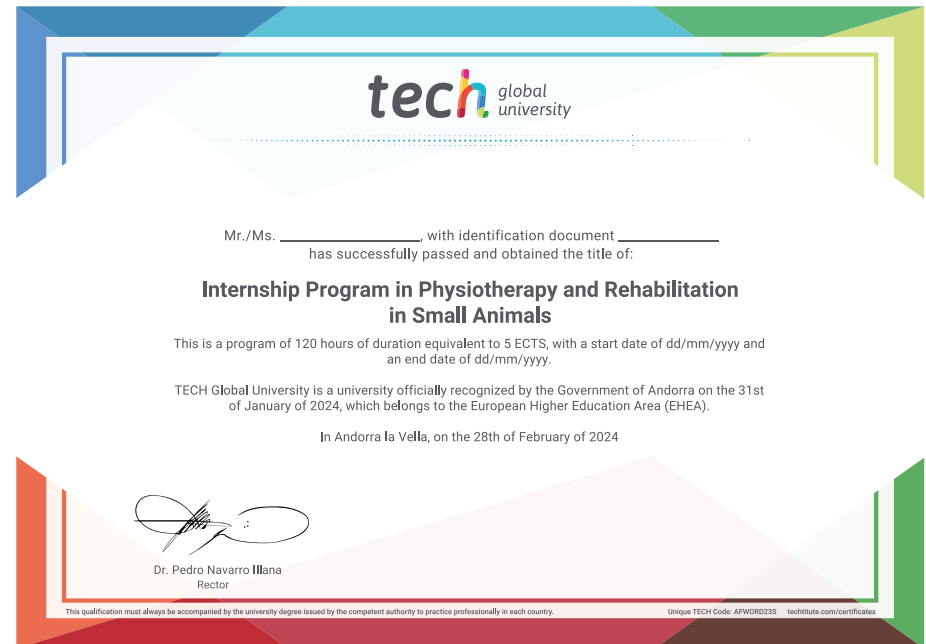 tech global university
Mr./Ms. ____________, with identification document ____________
has successfully passed and obtained the title of:
Internship Program in Physiotherapy and Rehabilitation
in Small Animals
This is a program of 120 hours of duration equivalent to 5 ECTS, with a start date of dd/mm/yyyy and
an end date of dd/mm/yyyy.
TECH Global University is a university officially recognized by the Government of Andorra on the 31st
of January of 2024, which belongs to the European Higher Education Area (EHEA).
In Andorra la Vella, on the 28th of February of 2024
Dr. Pedro Navarro Illana
Rector
This qualification must always be accompanied by the university degree issued by the competent authority to practice professionally in each country.
Unique TECH Code: AFWORD23S techtitute.com/certificates